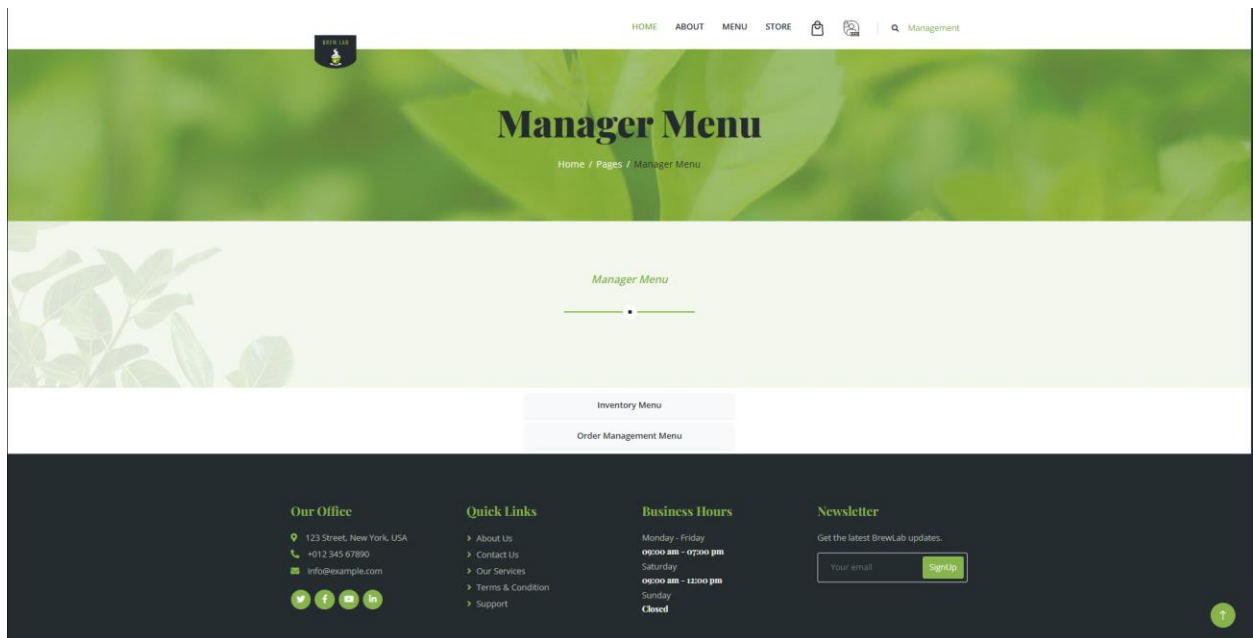 HOME ABOUT MENU STORE Management
BREW LAB
Manager Menu
Home / Pages / Manager Menu
Manager Menu
Inventory Menu
Order Management Menu
Our Office
123 Street, New York, USA
+012 345 67890
info@example.com
Quick Links
About Us
Contact Us
Our Services
Terms & Condition
Support
Business Hours
Monday - Friday
09:00 am - 07:00 pm
Saturday
09:00 am - 12:00 pm
Sunday
Closed
Newsletter
Get the latest BrewLab updates.
Your email SignUp